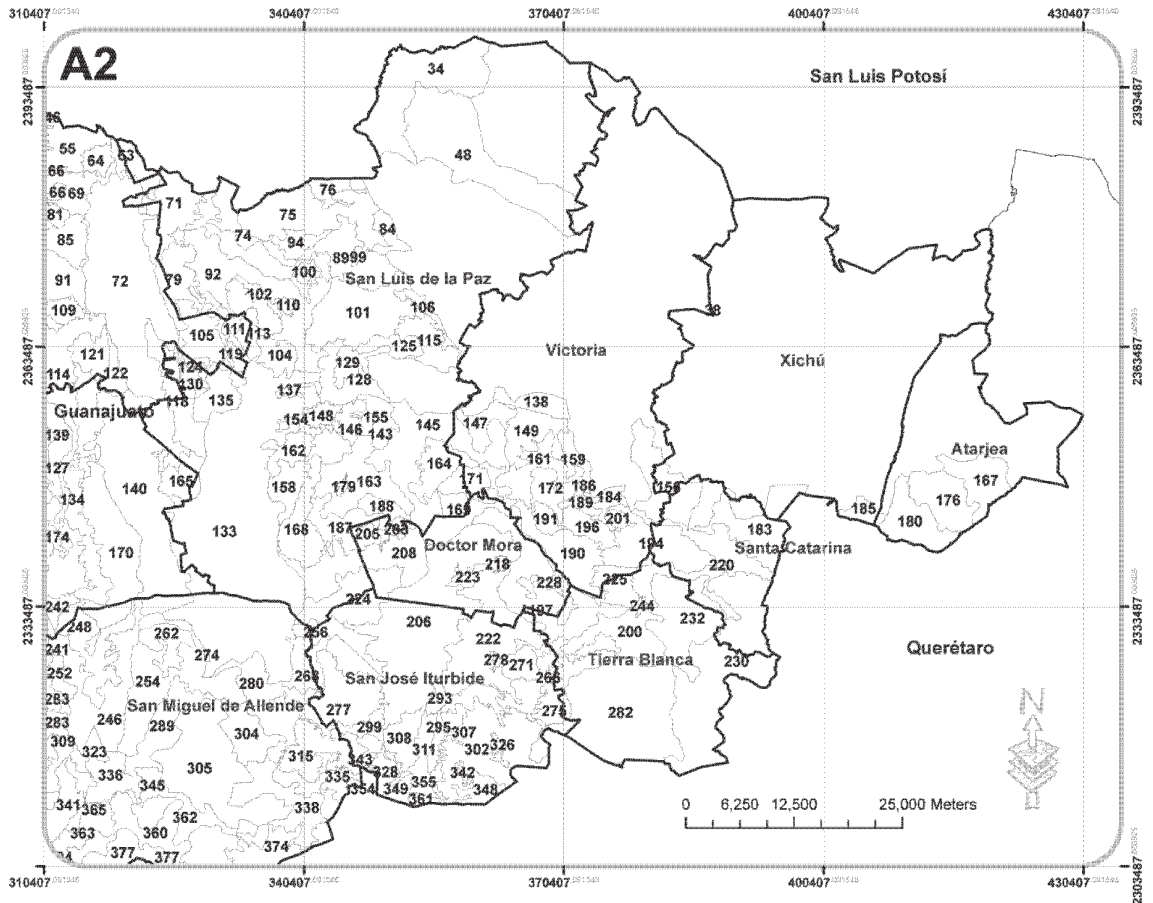 310407 340407 370407 400407 430407
A2
34
San Luis Potosí
2393487 2393487
46
55 64 63 48
66
66 69 76
81 71 75
85 74 94 84
8999
91 72 79 92 100 San Luis de la Paz
102 110 106
109 101 38
105 111 113 115
121 119 104 125 Victoria Xichú
2363487 2363487
114 122 124 129
130 128
118 135 137 138
Guanajuato 154 148 155 145 147
139 146 143 149
162 161 159 Atarjea
127 164 167
140 165 158 179 163 171 172 186 156
134 189 184 176
188 169 191 201 185
174 133 168 187 205 203 196 183 180
170 208 Doctor Mora 190 194 Santa Catarina
218 220
223 228 225
224 197 244
242 2333487 2333487
248 262 256 206 222 200 232
241 274 278 271 Tierra Blanca 230 Querétaro
252 254 280 268 San José Iturbide 266
283 San Miguel de Allende 277 293 275 282
283 246 289 304 299 295 307 N
309 308 326
323 315 311 302
336 305 343 328 342
345 335 355
354 349 348
341 365 338 361
362 0 6,250 12,500 25,000 Meters
363 360
374
377 377
310407 340407 370407 400407 430407
2303487 2303487